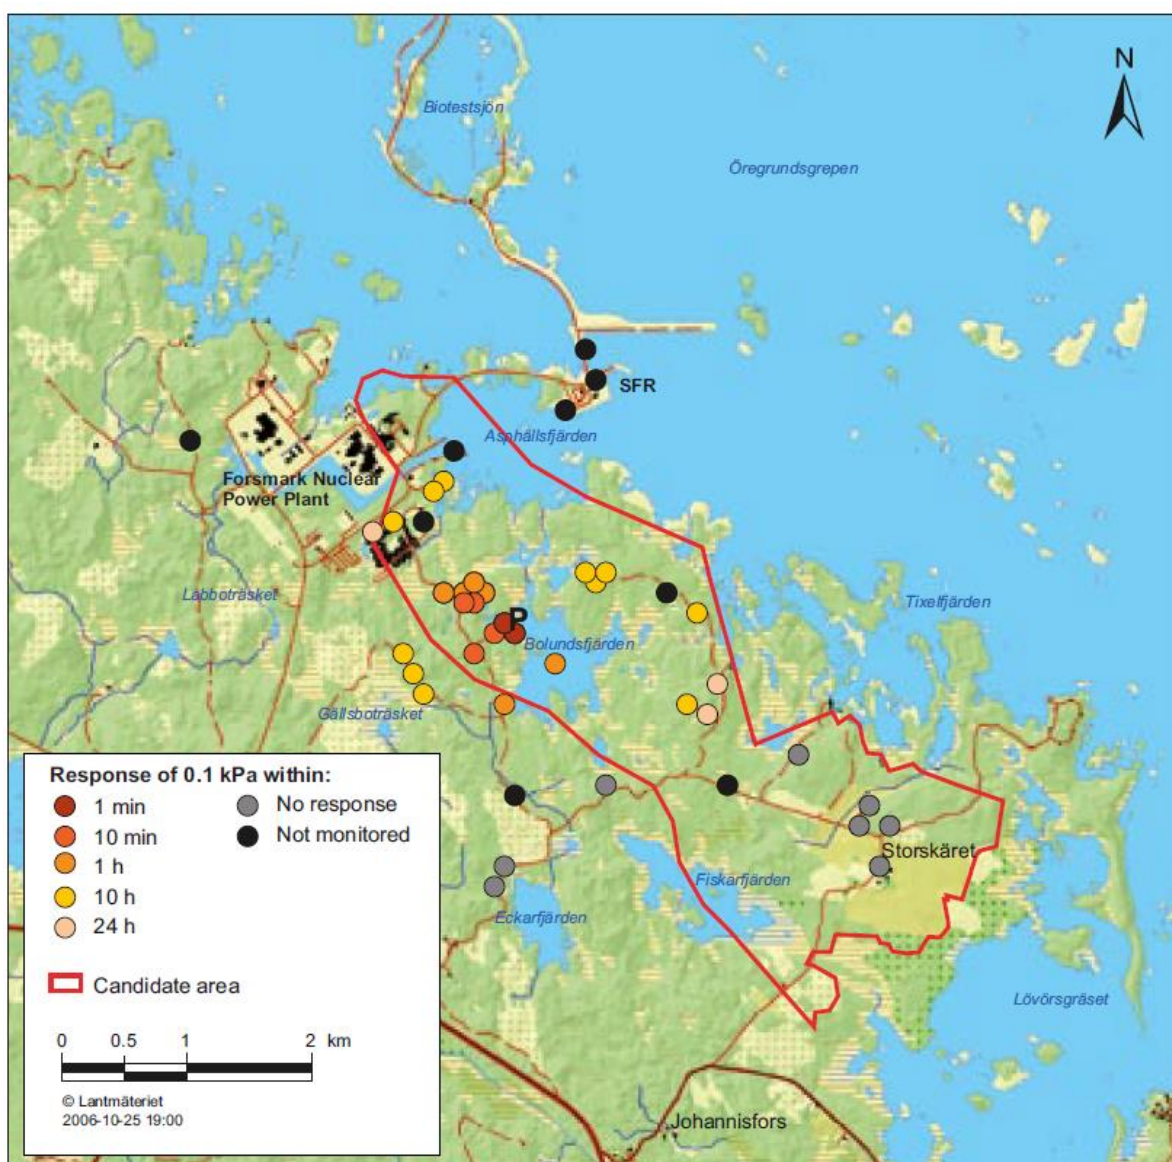 N
Biotestsjön
Öregrundsgrepen
SFR
Asphällsfjärden
Forsmark Nuclear
Power Plant
Labboträsket
Tixelfjärden
P
Bolundsfjärden
Gällsboträsket
Response of 0.1 kPa within:
1 min
No response
10 min
Not monitored
1 h
10 h
24 h
Candidate area
0 0.5 1 2 km
© Lantmäteriet
2006-10-25 19:00
Storskäret
Fiskarfjärden
Eckarfjärden
Lövörsgräset
Johannisfors